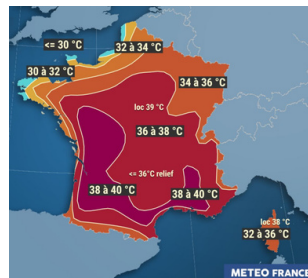 <= 30 °C
32 à 34 °C
30 à 32 °C
34 à 36 °C
loc 39 °C
36 à 38 °C
<= 36°C relief
38 à 40 °C
38 à 40 °C
loc 38 °C
32 à 36 °C
METEO FRANCE